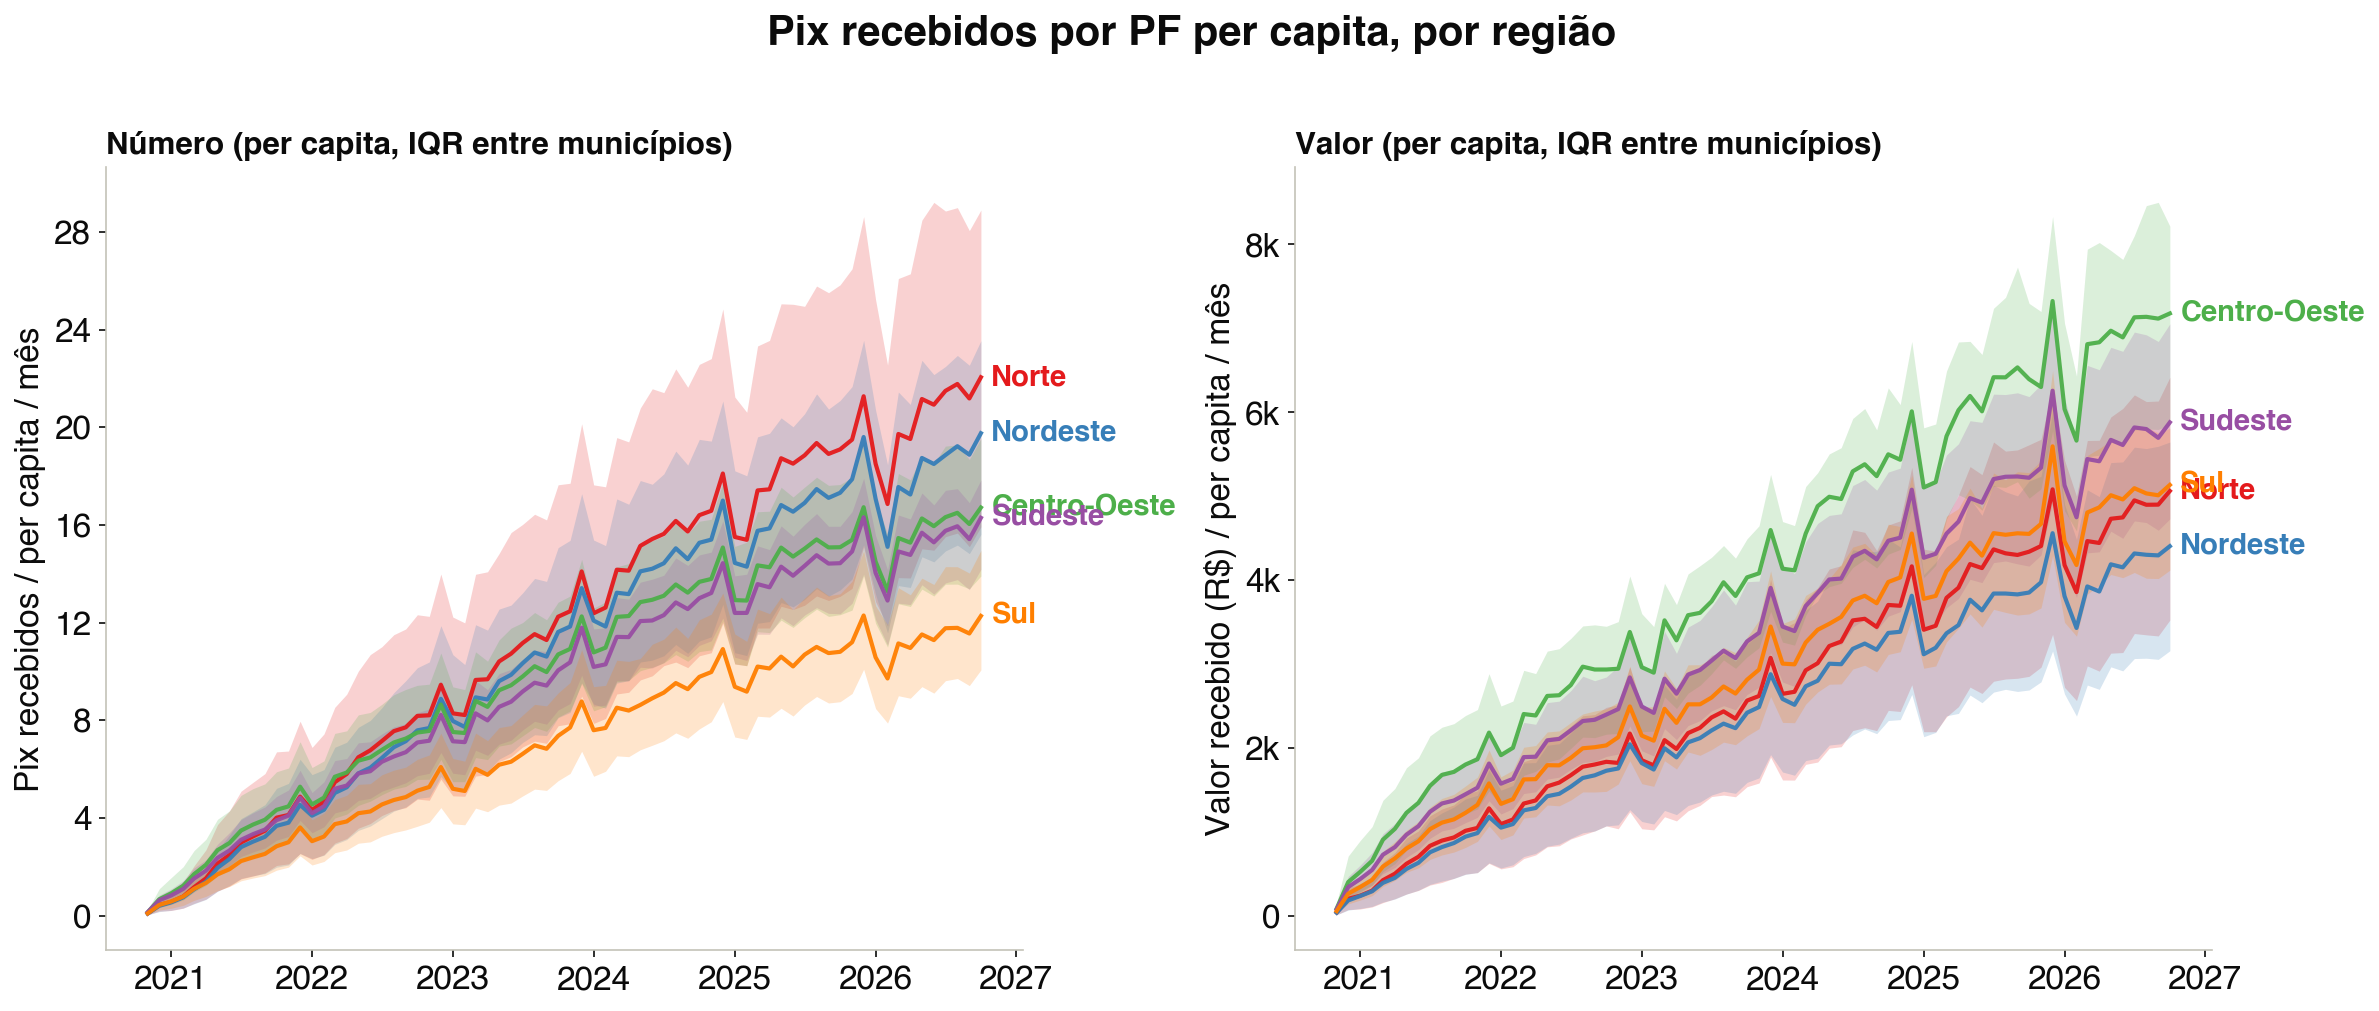 Pix recebidos por PF per capita, por região
Número (per capita, IQR entre municípios)
Pix recebidos / per capita / mês
28
24
20
16
12
8
4
0
2021 2022 2023 2024 2025 2026 2027
Norte
Nordeste
Centro-Oeste
Sudeste
Sul
Valor (per capita, IQR entre municípios)
Valor recebido (R$) / per capita / mês
8k
6k
4k
2k
0
2021 2022 2023 2024 2025 2026 2027
Centro-Oeste
Sudeste
Sul
Norte
Nordeste